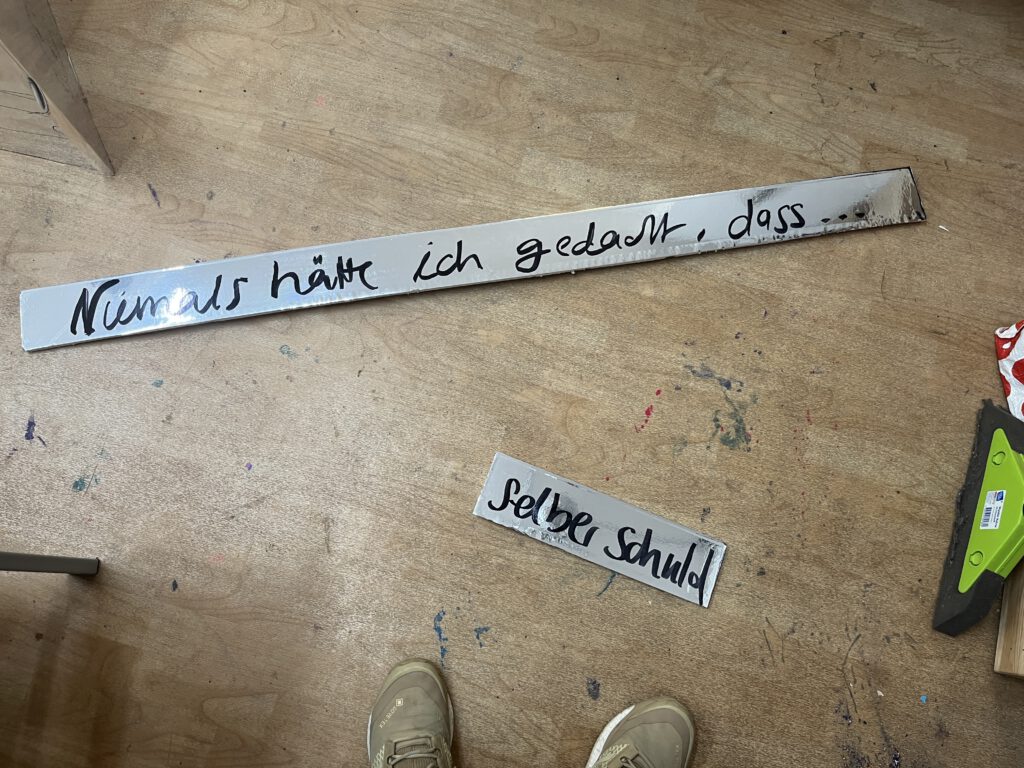 Niemals hätte ich gedacht, dass...
Selber Schuld